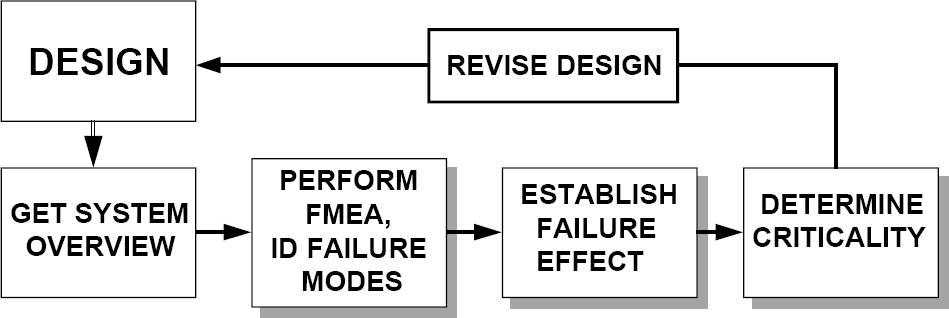 DESIGN
REVISE DESIGN
GET SYSTEM
OVERVIEW
PERFORM
FMEA,
ID FAILURE
MODES
ESTABLISH
FAILURE
EFFECT
DETERMINE
CRITICALITY